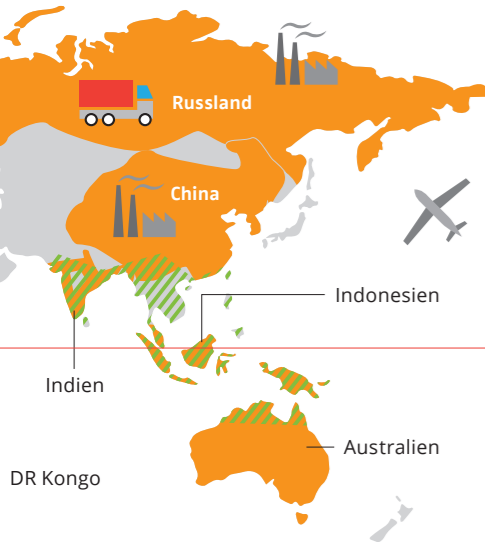 Russland
China
Indonesien
Indien
Australien
DR Kongo